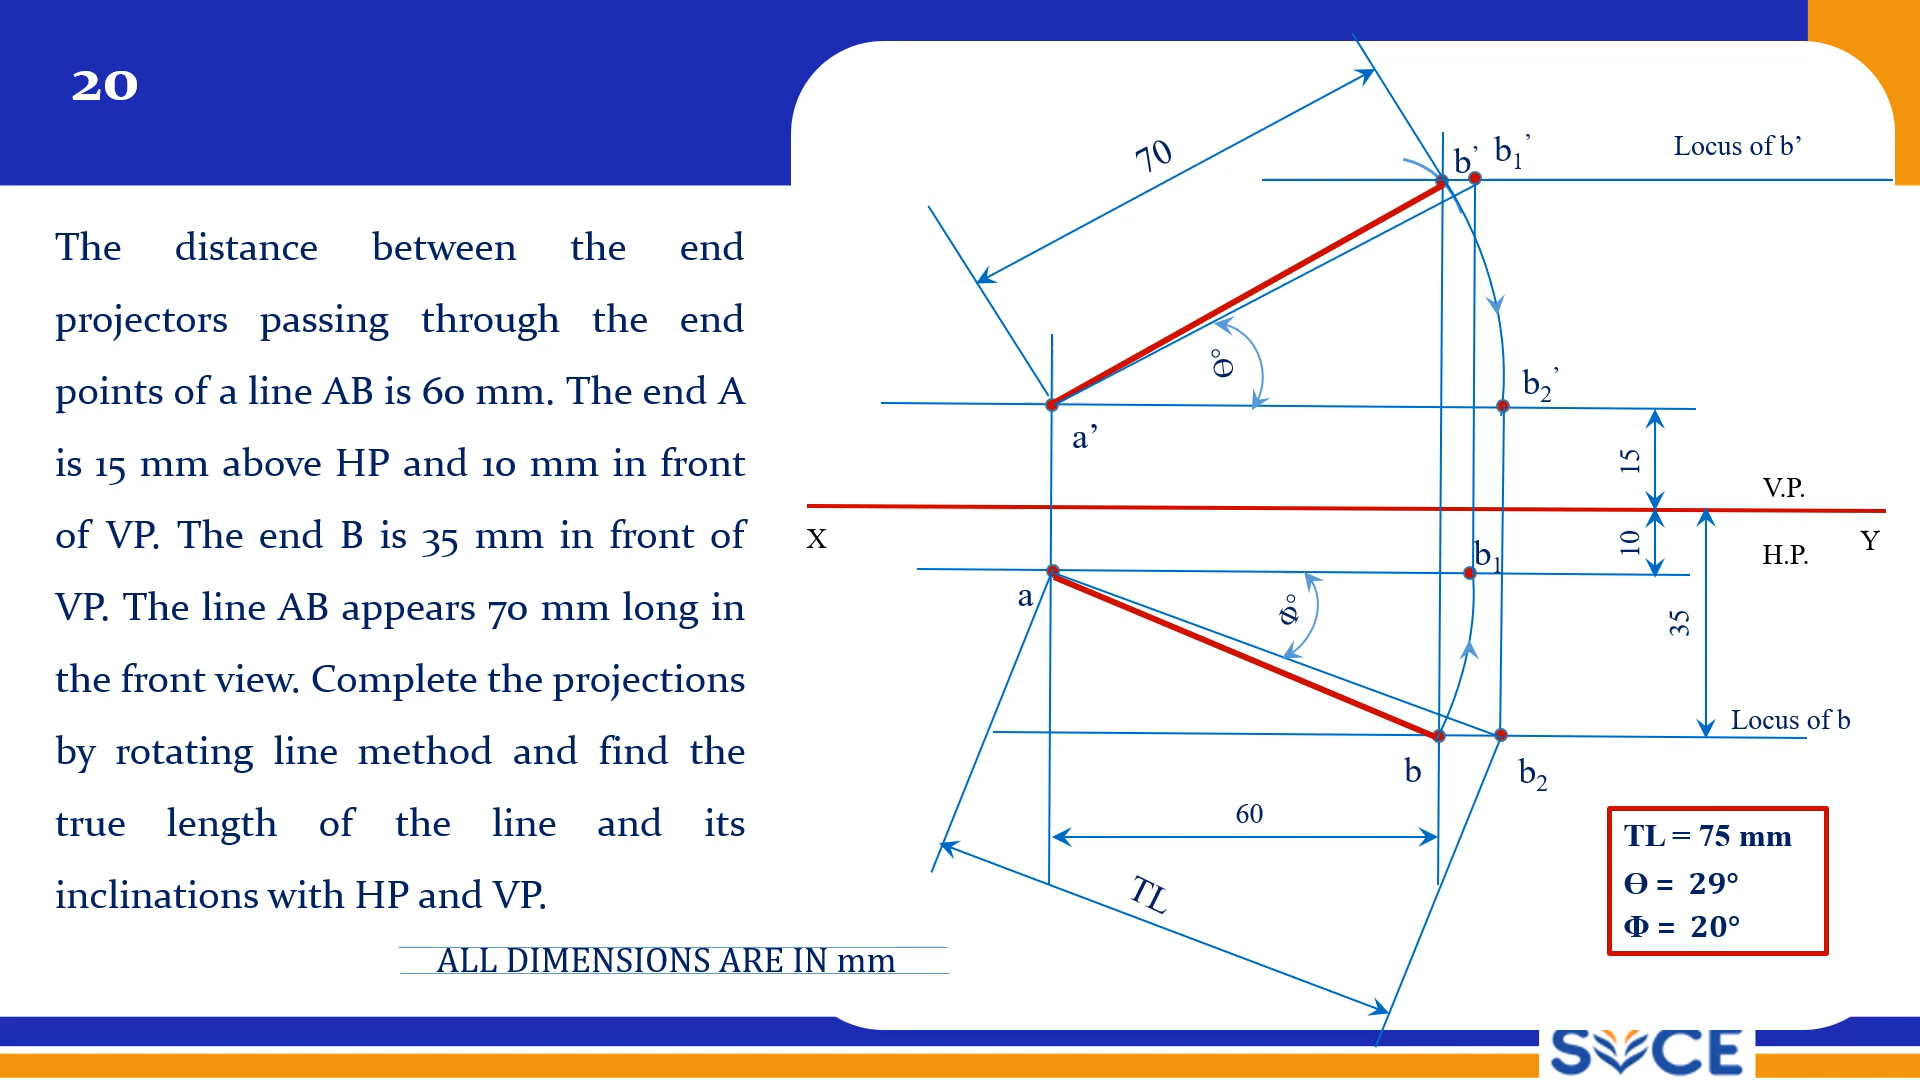 20
The distance between the end
projectors passing through the end
points of a line AB is 60 mm. The end A
is 15 mm above HP and 10 mm in front
of VP. The end B is 35 mm in front of
VP. The line AB appears 70 mm long in
the front view. Complete the projections
by rotating line method and find the
true length of the line and its
inclinations with HP and VP.
ALL DIMENSIONS ARE IN mm
70
b’ b₁’
Locus of b’
Ɵ°
b₂’
a’
15
V.P.
X
10
Y
b₁
H.P.
a
Φ°
35
Locus of b
b
b₂
60
TL
TL = 75 mm
Ɵ = 29°
Φ = 20°
SVCE